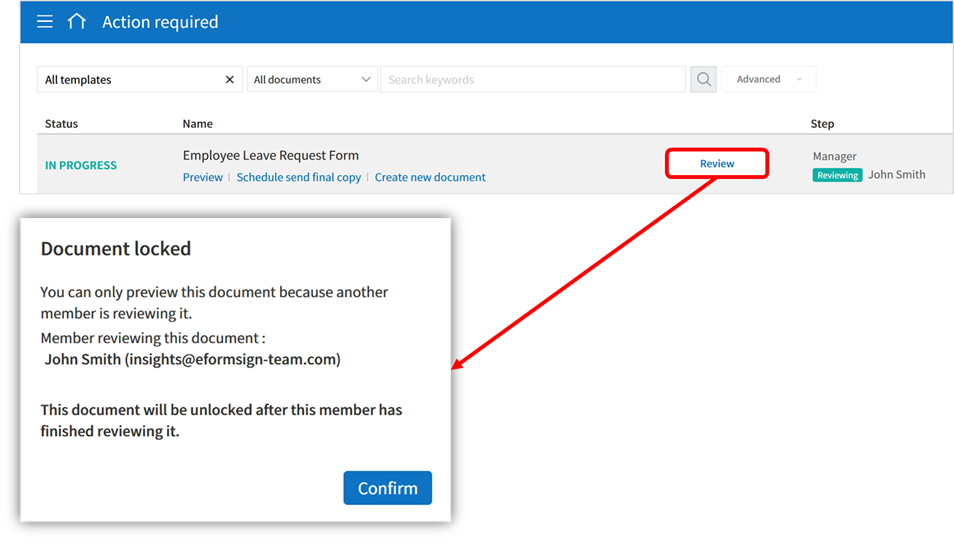 Action required
All templates
All documents
Search keywords
Advanced
Status Name Step
IN PROGRESS
Employee Leave Request Form
Preview | Schedule send final copy | Create new document
Review
Manager
Reviewing John Smith
Document locked
You can only preview this document because another
member is reviewing it.
Member reviewing this document :
John Smith (insights@eformsign-team.com)
This document will be unlocked after this member has
finished reviewing it.
Confirm